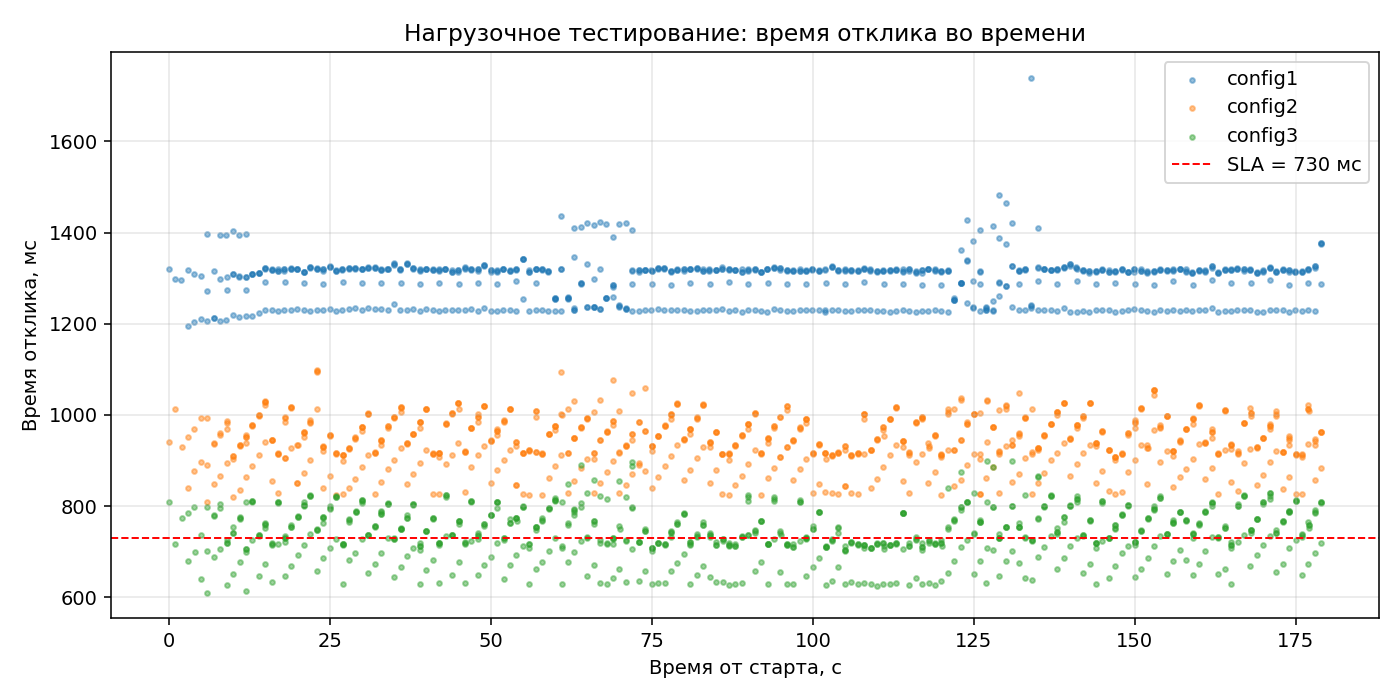 Нагрузочное тестирование: время отклика во времени
config1
config2
config3
SLA = 730 мс
Время отклика, мс
1600
1400
1200
1000
800
600
0 25 50 75 100 125 150 175
Время от старта, с